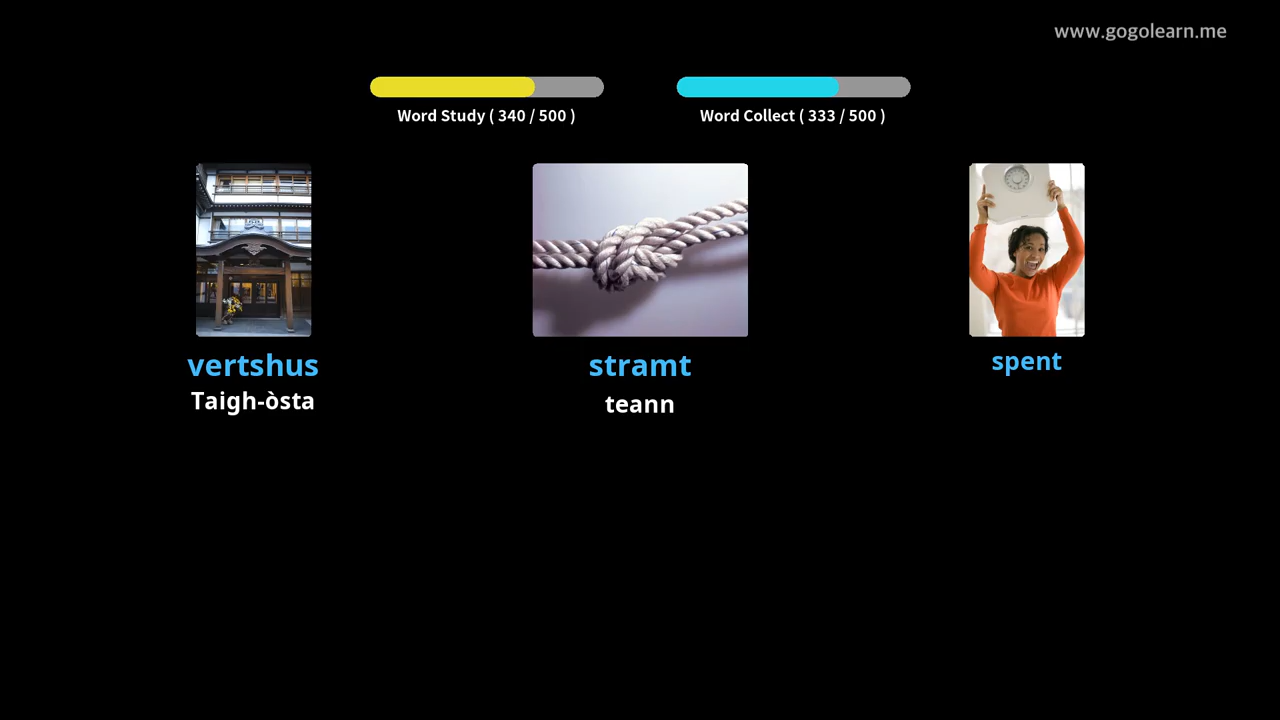 www.gogolearn.me
Word Study ( 340 / 500 )
Word Collect ( 333 / 500 )
vertshus
Taigh-òsta
stramt
teann
spent